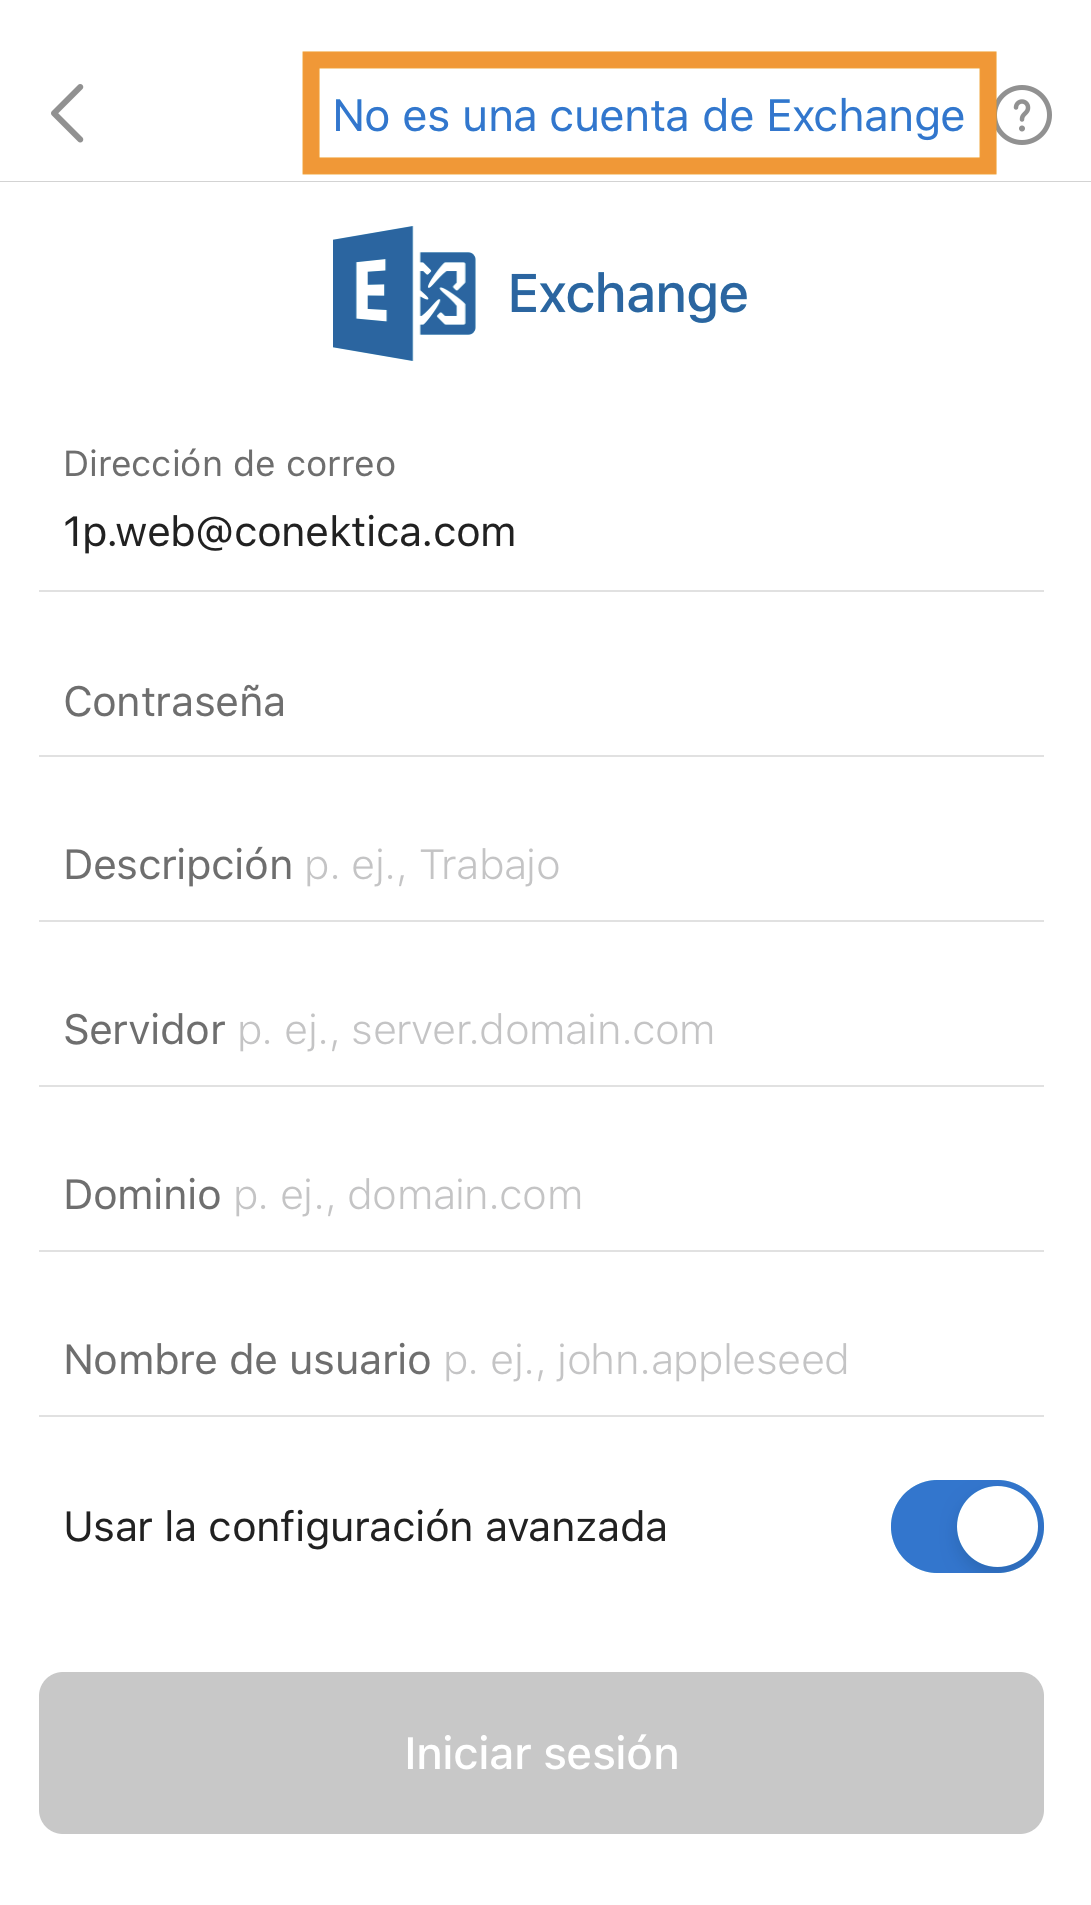 No es una cuenta de Exchange
?
E Exchange
Dirección de correo
1p.web@conektica.com
Contraseña
Descripción p. ej., Trabajo
Servidor p. ej., server.domain.com
Dominio p. ej., domain.com
Nombre de usuario p. ej., john.appleseed
Usar la configuración avanzada
Iniciar sesión